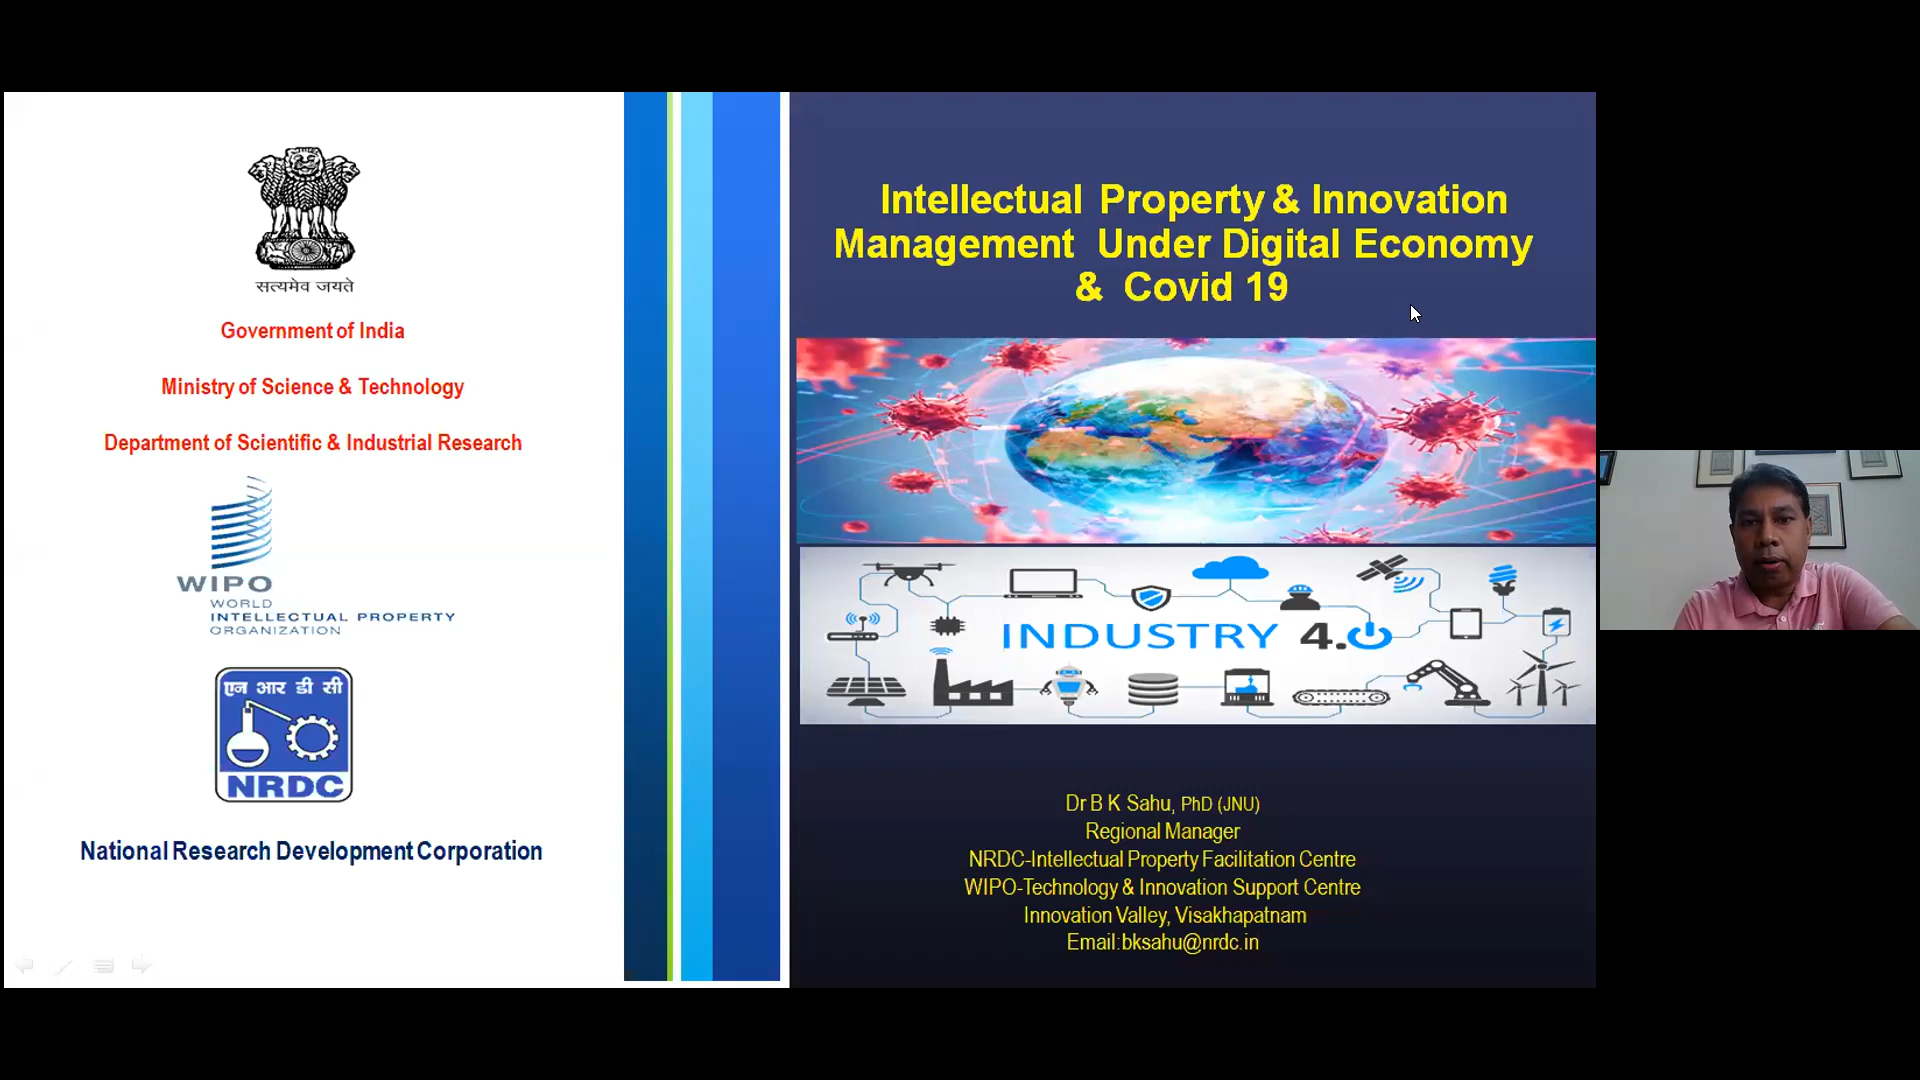 सत्यमेव जयते
Government of India
Ministry of Science & Technology
Department of Scientific & Industrial Research
WIPO
WORLD
INTELLECTUAL PROPERTY
ORGANIZATION
एन आर डी सी
NRDC
National Research Development Corporation
Intellectual Property & Innovation
Management Under Digital Economy
& Covid 19
INDUSTRY 4.0
Dr B K Sahu, PhD (JNU)
Regional Manager
NRDC-Intellectual Property Facilitation Centre
WIPO-Technology & Innovation Support Centre
Innovation Valley, Visakhapatnam
Email:bksahu@nrdc.in